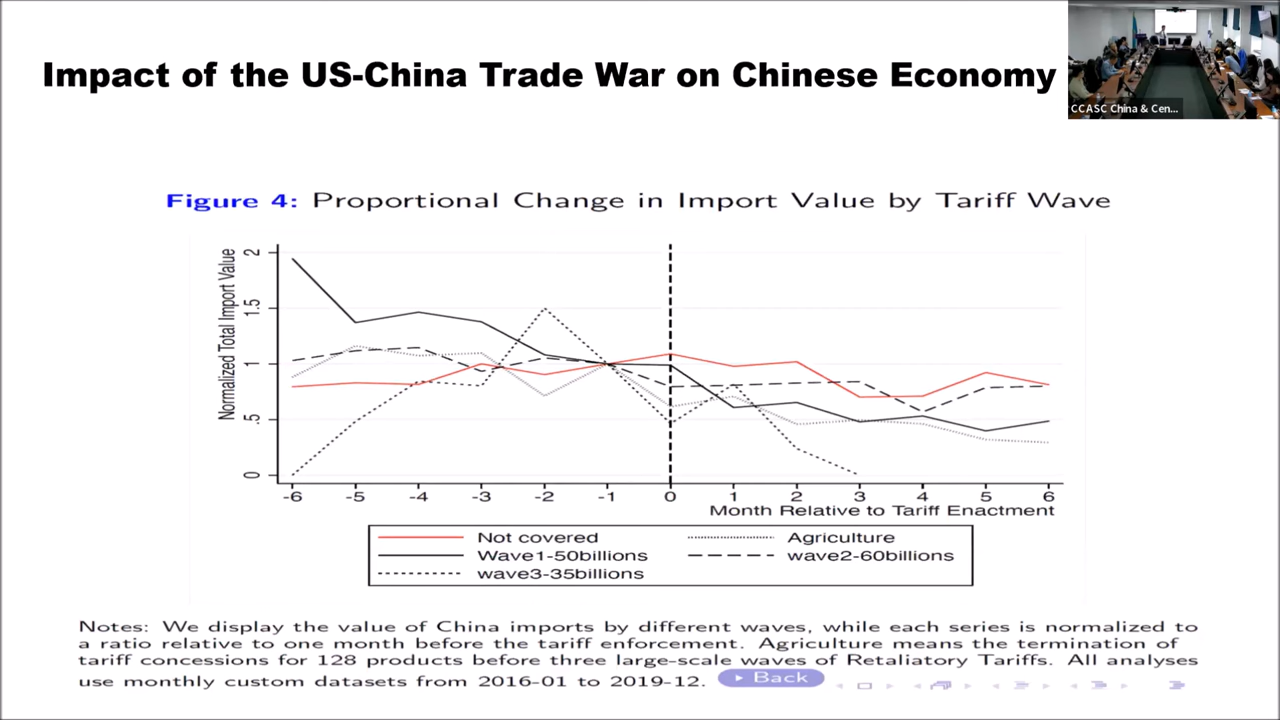 Impact of the US-China Trade War on Chinese Economy
CCASC China & Cen...
Figure 4: Proportional Change in Import Value by Tariff Wave
Normalized Total Import Value
2
1.5
1
.5
0
-6 -5 -4 -3 -2 -1 0 1 2 3 4 5 6
Month Relative to Tariff Enactment
Not covered
Agriculture
Wave1-50billions
wave2-60billions
wave3-35billions
Notes: We display the value of China imports by different waves, while each series is normalized to
a ratio relative to one month before the tariff enforcement. Agriculture means the termination of
tariff concessions for 128 products before three large-scale waves of Retaliatory Tariffs. All analyses
use monthly custom datasets from 2016-01 to 2019-12.
Back